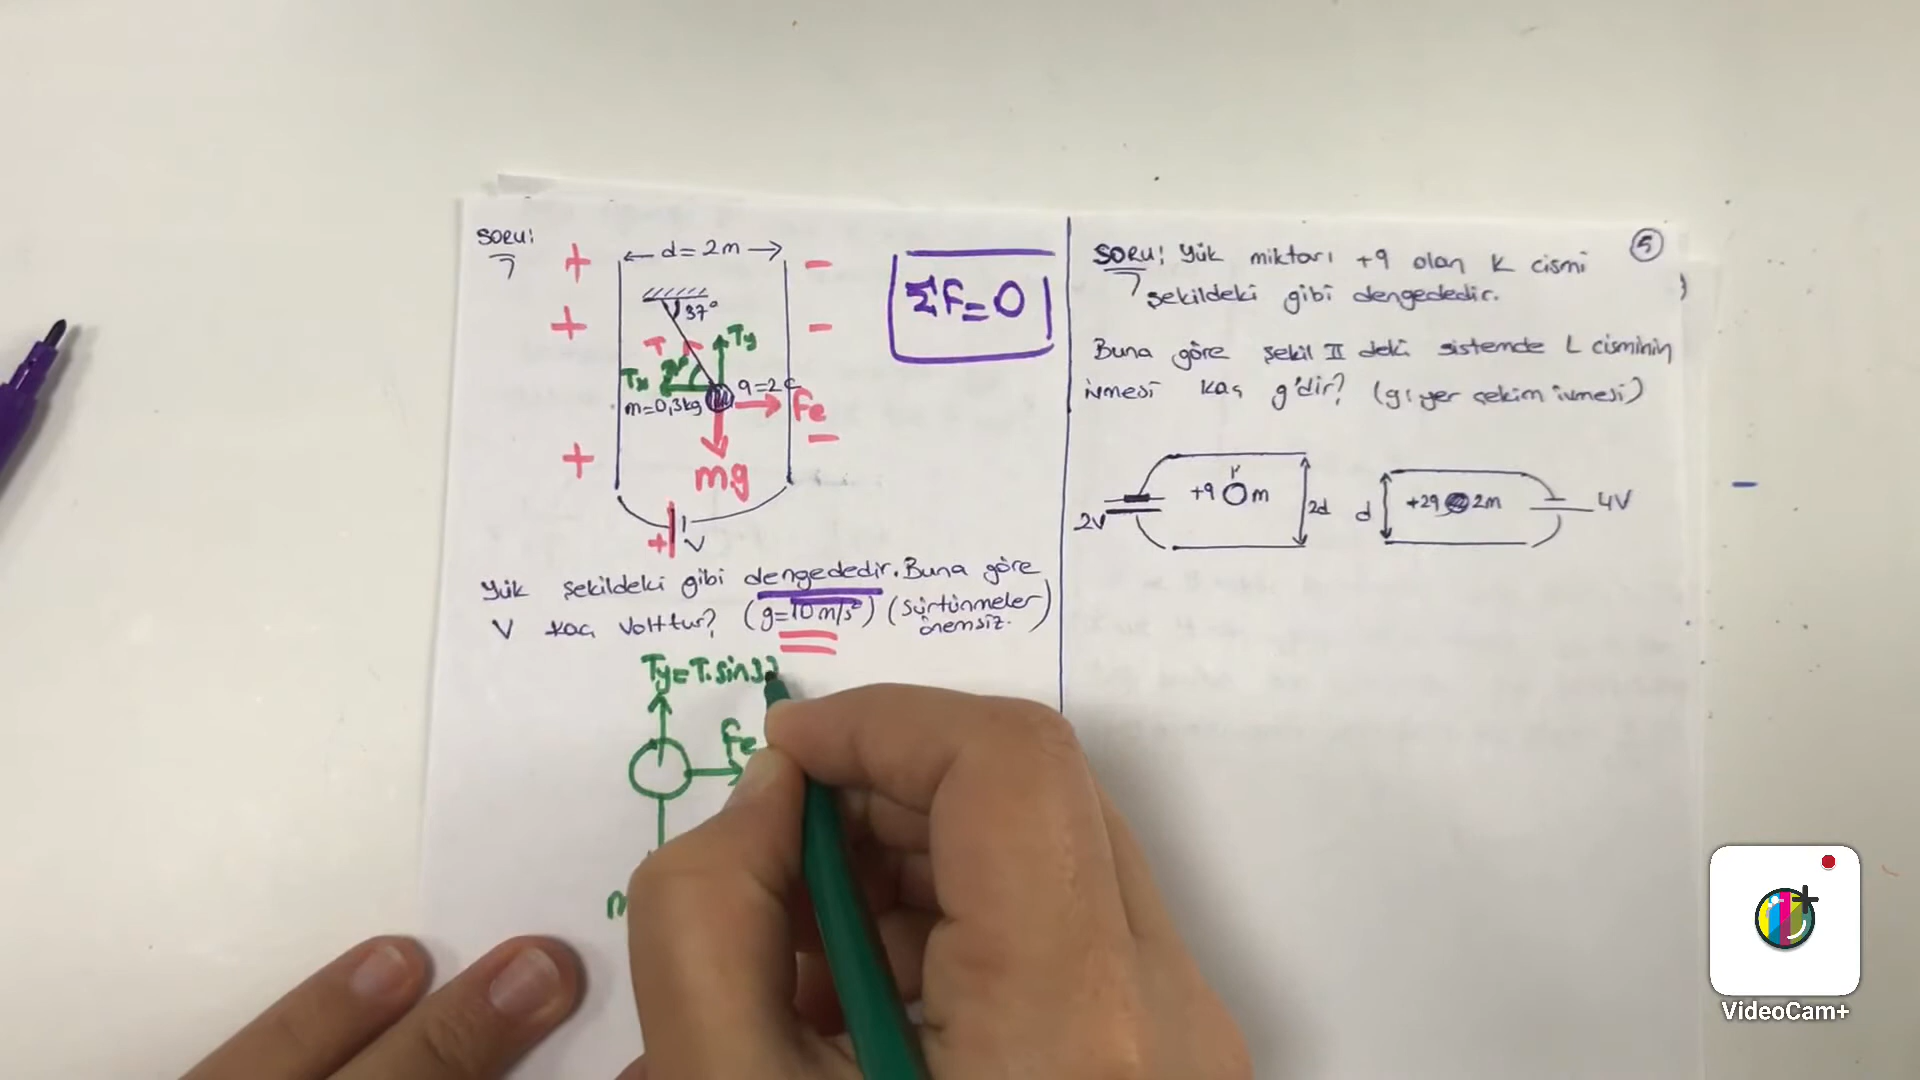 SORU:
← d = 2m →
+
-
37°
+
-
T
Ty
Tx
q=2C
m=0,3kg
Fe
-
+
mg
+
V
ΣF=0
Yük şekildeki gibi dengededir. Buna göre
V kaç Volttur? (g=10 m/s²) (Sürtünmeler
önemsiz.
Ty=T.sin3
Fe
SORU: Yük miktarı +q olan K cismi
5
şekildeki gibi dengededir.
Buna göre Şekil II deki sistemde L cisminin
ivmesi kaç g'dir? (g: yer çekim ivmesi)
+q
m
2d
2V
d
+2q
2m
4V
VideoCam+